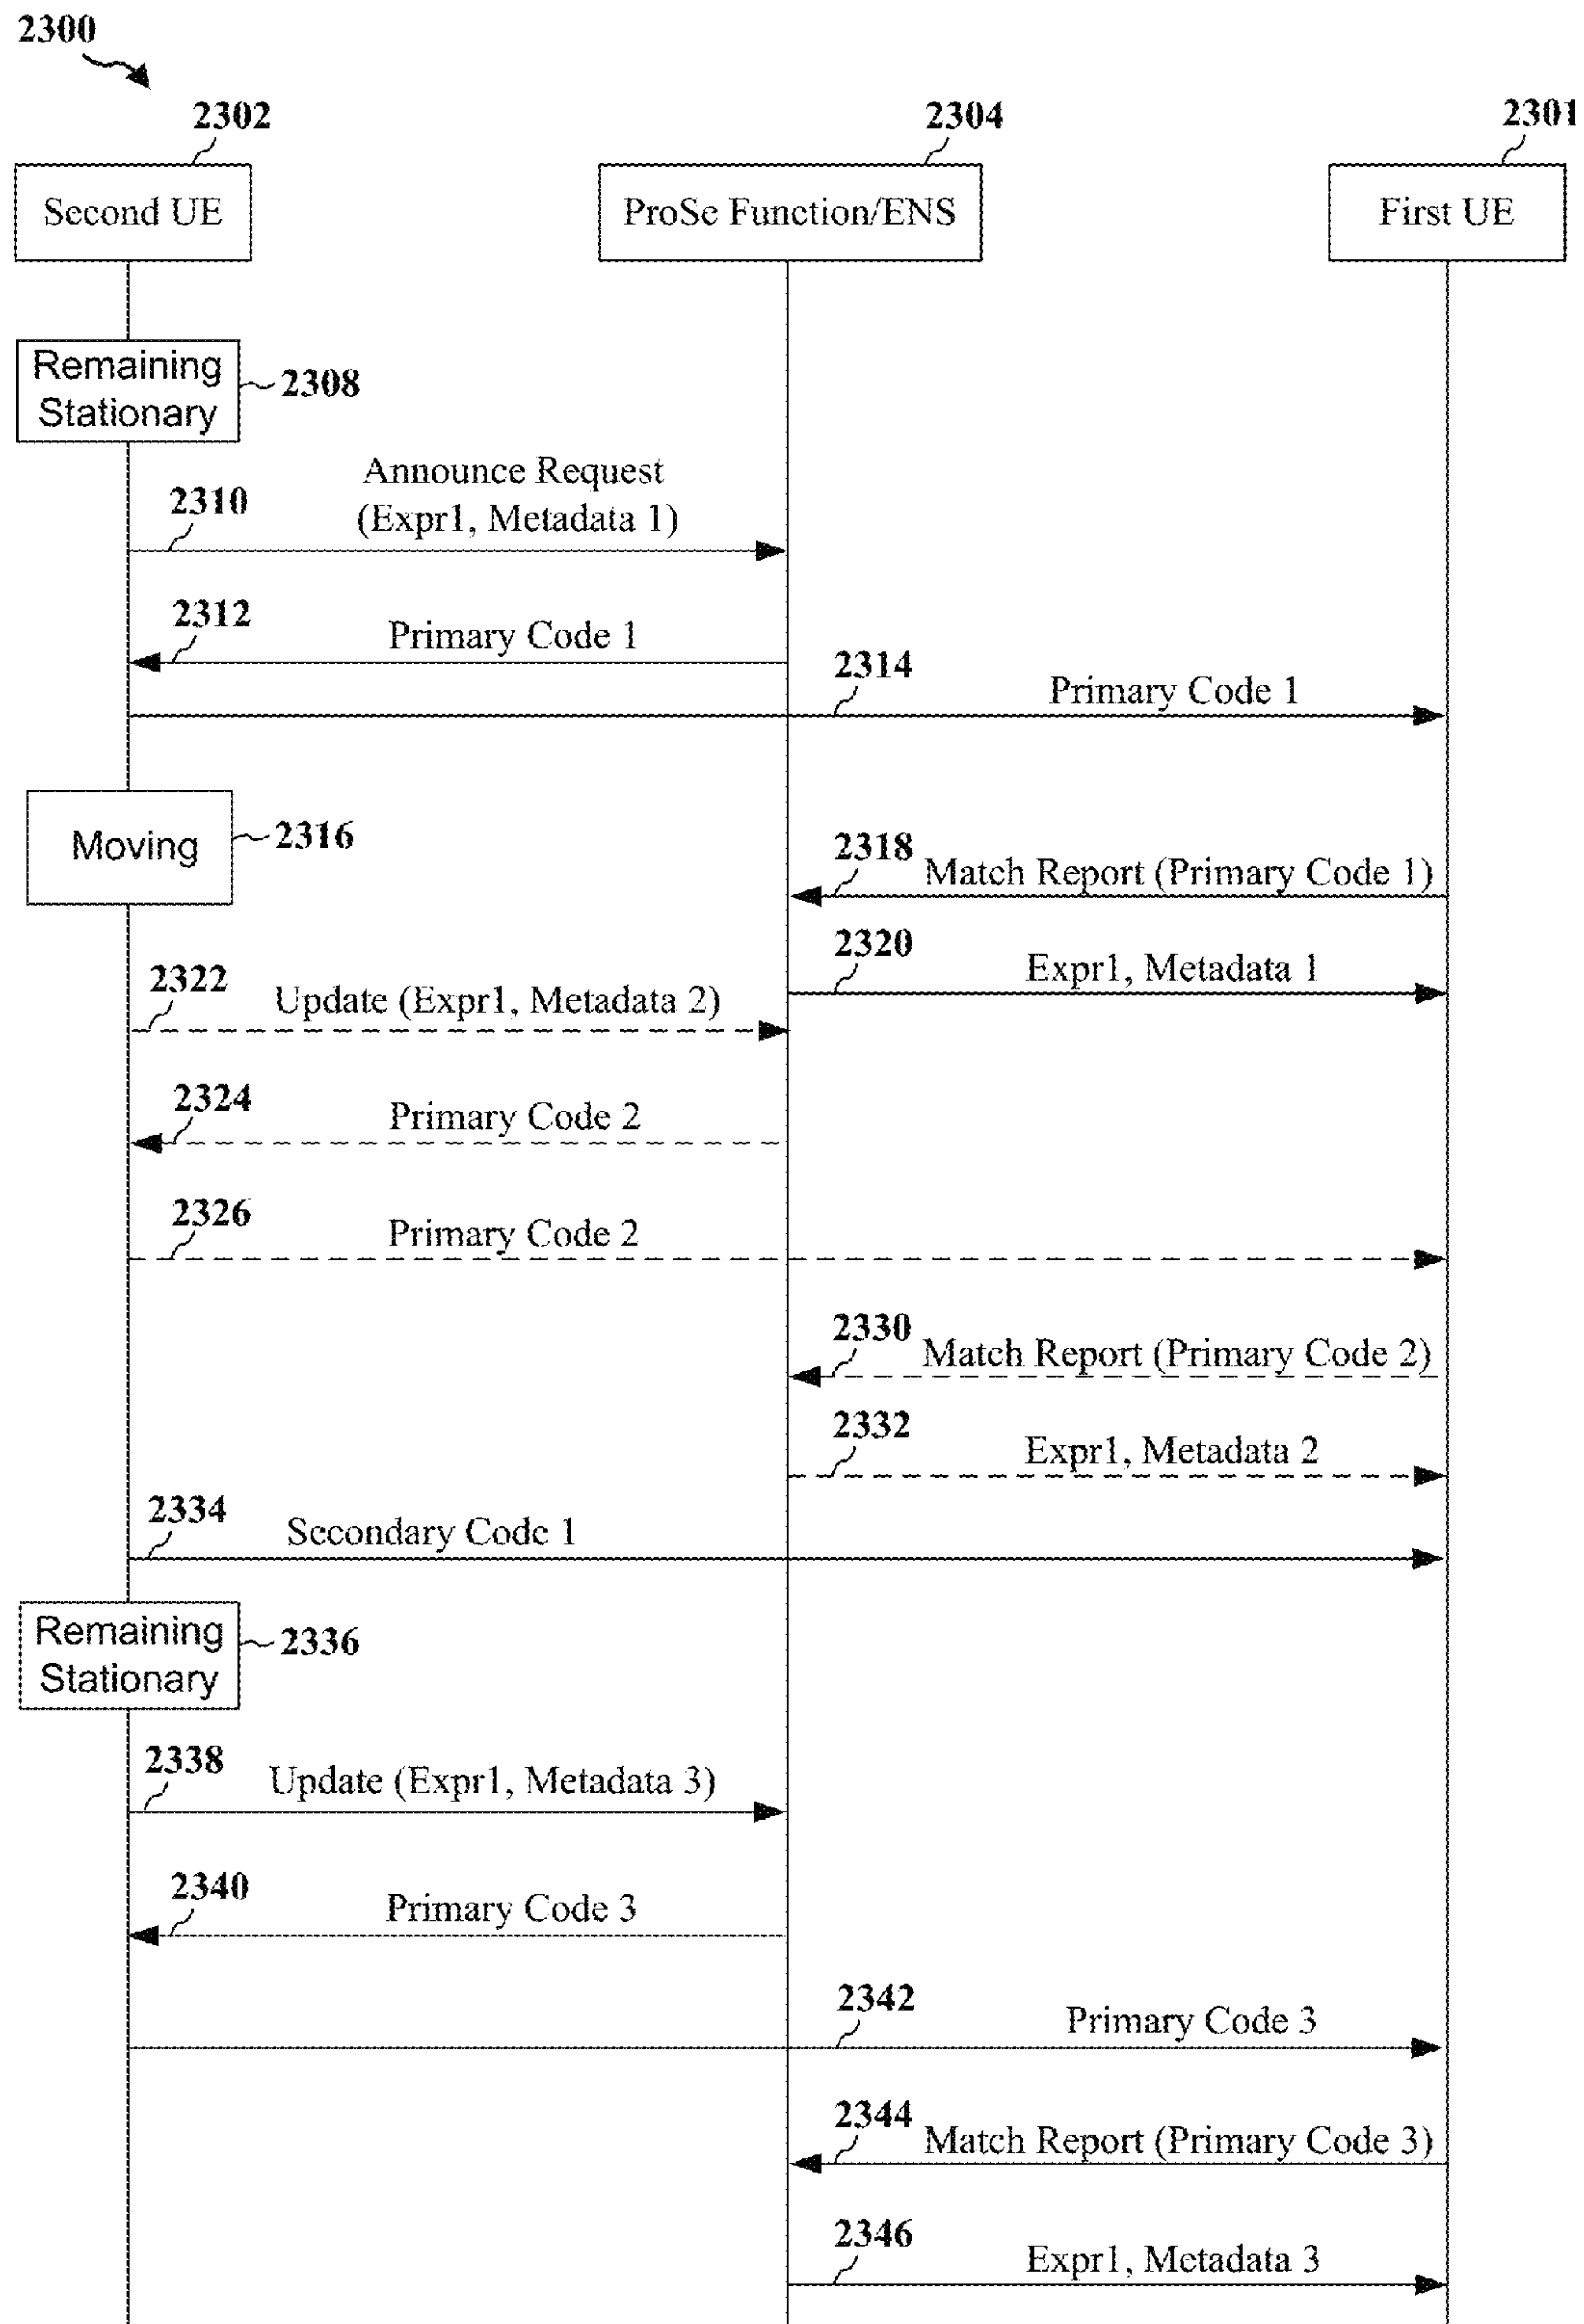 2300
2302
2304
2301
Second UE
ProSe Function/ENS
First UE
Remaining
Stationary
2308
Announce Request
(Expr1, Metadata 1)
2310
2312
Primary Code 1
2314
Primary Code 1
Moving
2316
2318
Match Report (Primary Code 1)
2320
Expr1, Metadata 1
2322
Update (Expr1, Metadata 2)
2324
Primary Code 2
2326
Primary Code 2
2330
Match Report (Primary Code 2)
2332
Expr1, Metadata 2
2334
Secondary Code 1
Remaining
Stationary
2336
2338
Update (Expr1, Metadata 3)
2340
Primary Code 3
2342
Primary Code 3
2344
Match Report (Primary Code 3)
2346
Expr1, Metadata 3